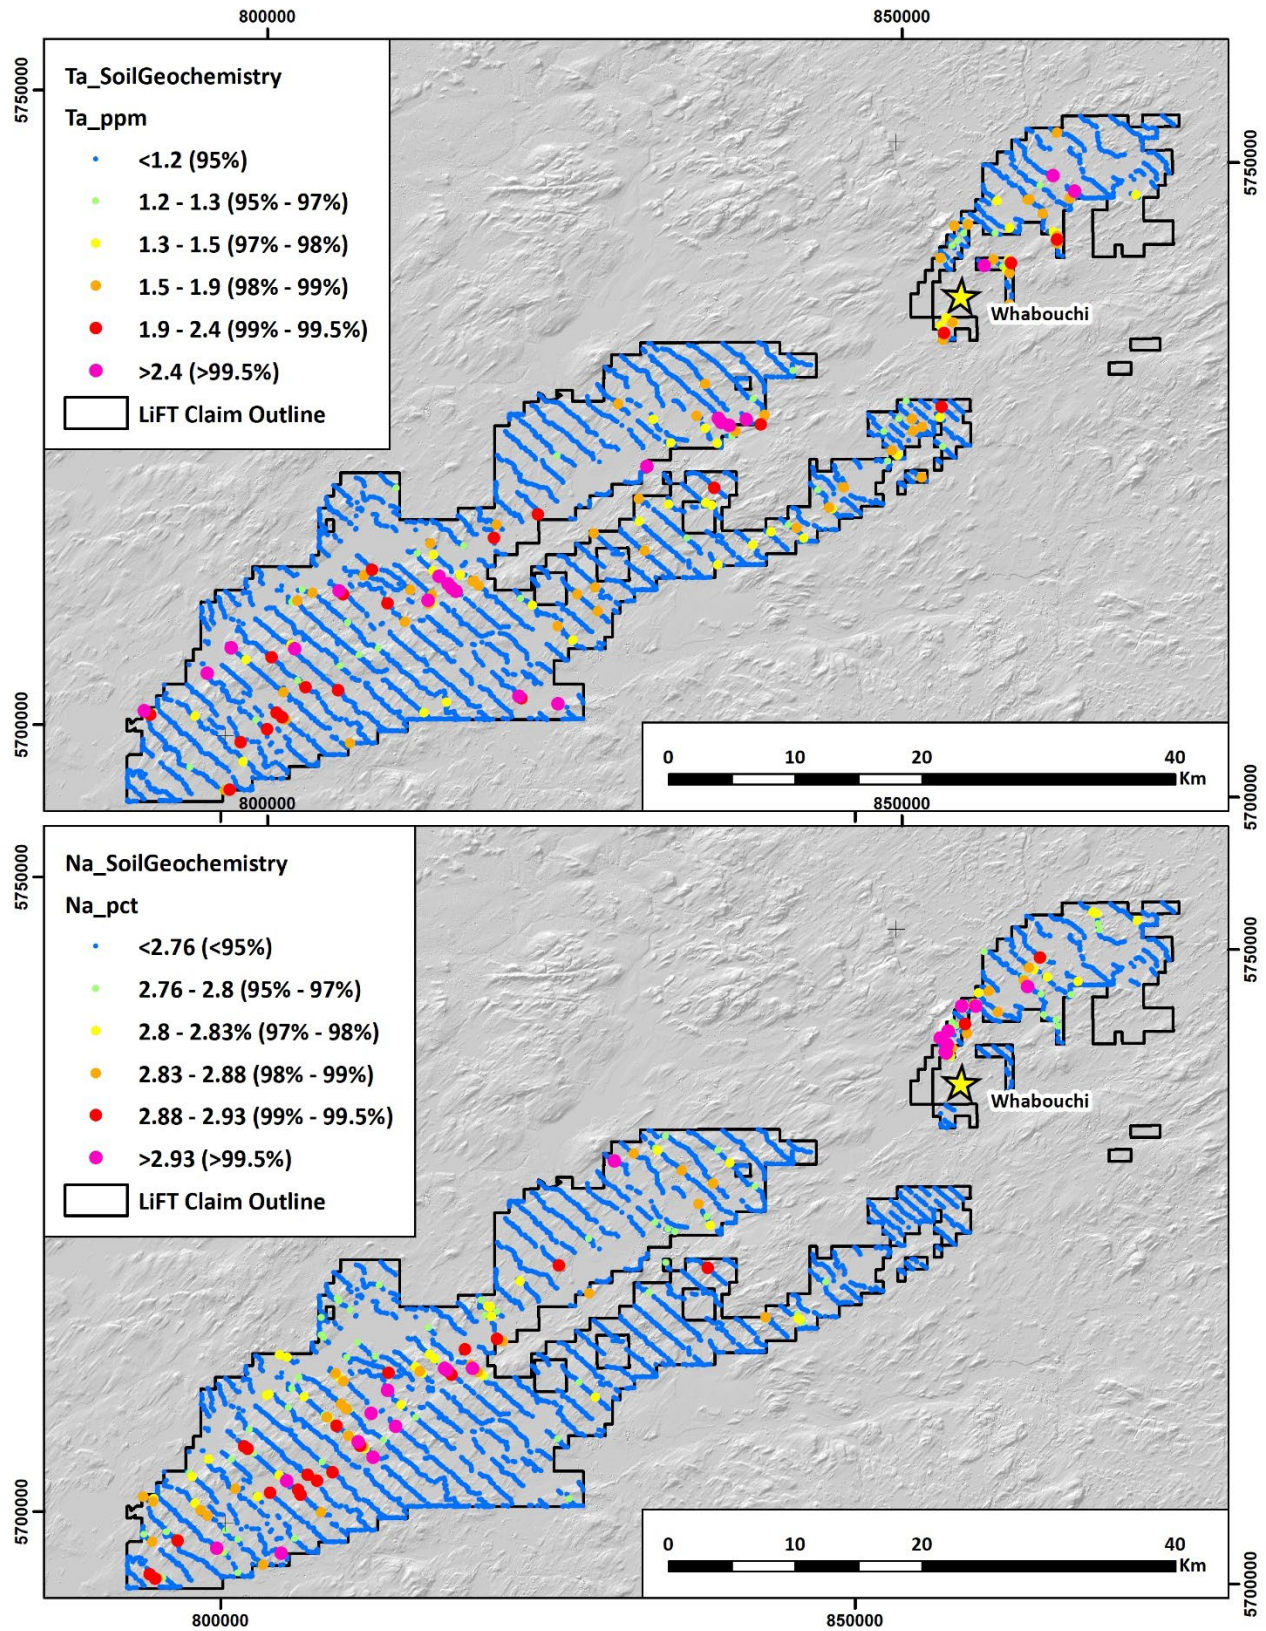 800000
850000
Ta_SoilGeochemistry
Ta_ppm
<1.2 (95%)
1.2 - 1.3 (95% - 97%)
1.3 - 1.5 (97% - 98%)
1.5 - 1.9 (98% - 99%)
1.9 - 2.4 (99% - 99.5%)
>2.4 (>99.5%)
LiFT Claim Outline
5750000
5750000
Whabouchi
5700000
0 10 20 40
Km
5700000
800000
850000
Na_SoilGeochemistry
Na_pct
<2.76 (<95%)
2.76 - 2.8 (95% - 97%)
2.8 - 2.83% (97% - 98%)
2.83 - 2.88 (98% - 99%)
2.88 - 2.93 (99% - 99.5%)
>2.93 (>99.5%)
LiFT Claim Outline
5750000
5750000
Whabouchi
5700000
0 10 20 40
Km
5700000
800000
850000